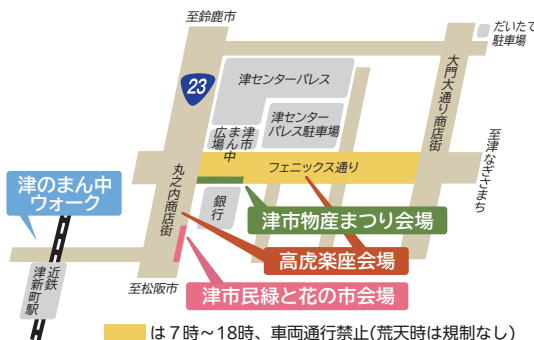 至鈴鹿市
だいたて
駐車場
23
津センターパレス
大門大通り商店街
津センター
パレス駐車場
津市
まん中
広場
至津なぎさまち
フェニックス通り
丸之内商店街
津のまん中
ウォーク
銀行
津市物産まつり会場
高虎楽座会場
近鉄
津新町駅
至松阪市
津市民緑と花の市会場
は7時～18時、車両通行禁止(荒天時は規制なし)